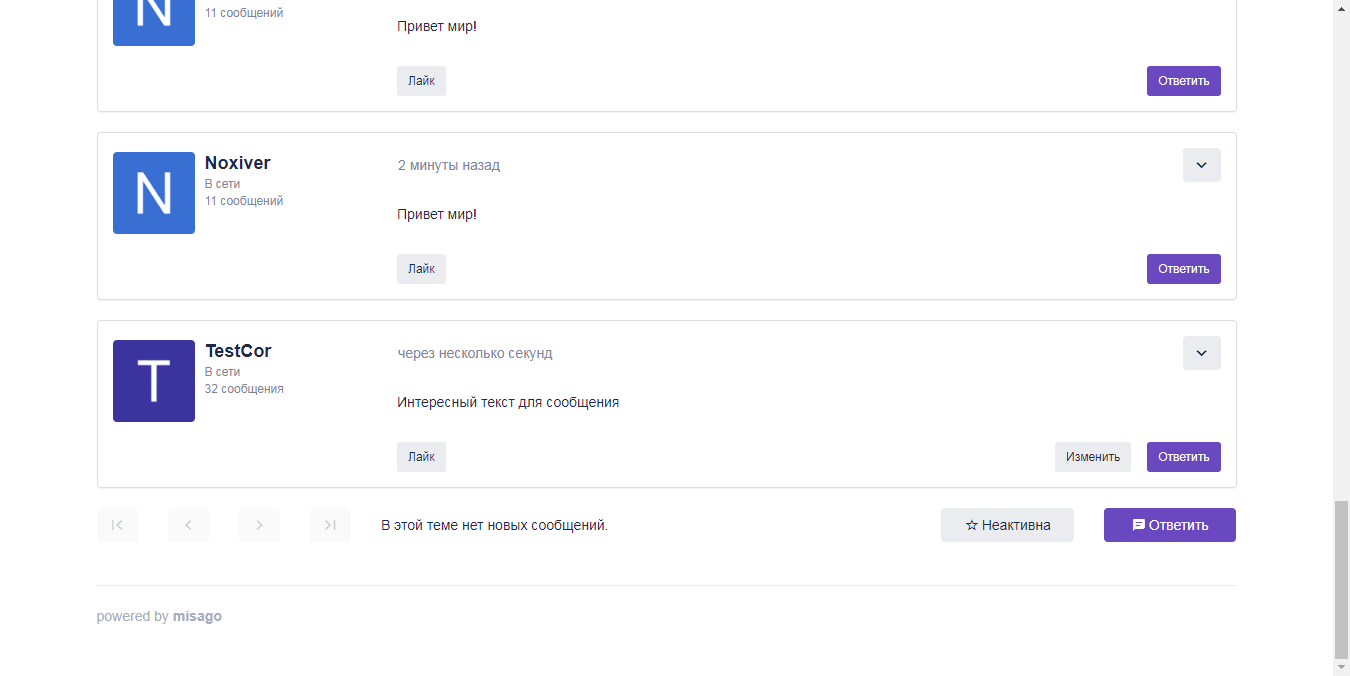 N
11 сообщений
Привет мир!
Лайк
Ответить
N
Noxiver
В сети
11 сообщений
2 минуты назад
Привет мир!
Лайк
Ответить
T
TestCor
В сети
32 сообщения
через несколько секунд
Интересный текст для сообщения
Лайк
Изменить
Ответить
В этой теме нет новых сообщений.
Неактивна
Ответить
powered by misago